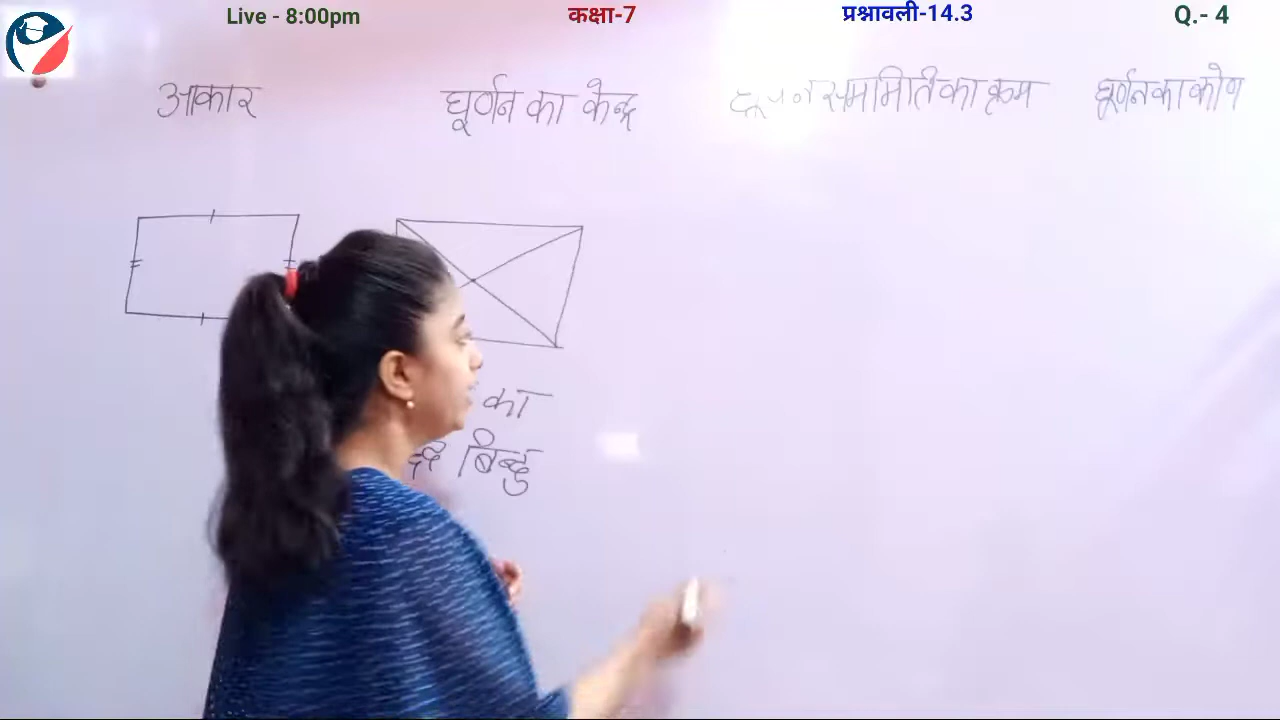 Live - 8:00pm कक्षा-7 प्रश्नावली-14.3 Q.- 4
आकार घूर्णन का केन्द्र समामिति का क्रम घूर्णन का कोण
का
बिन्दु